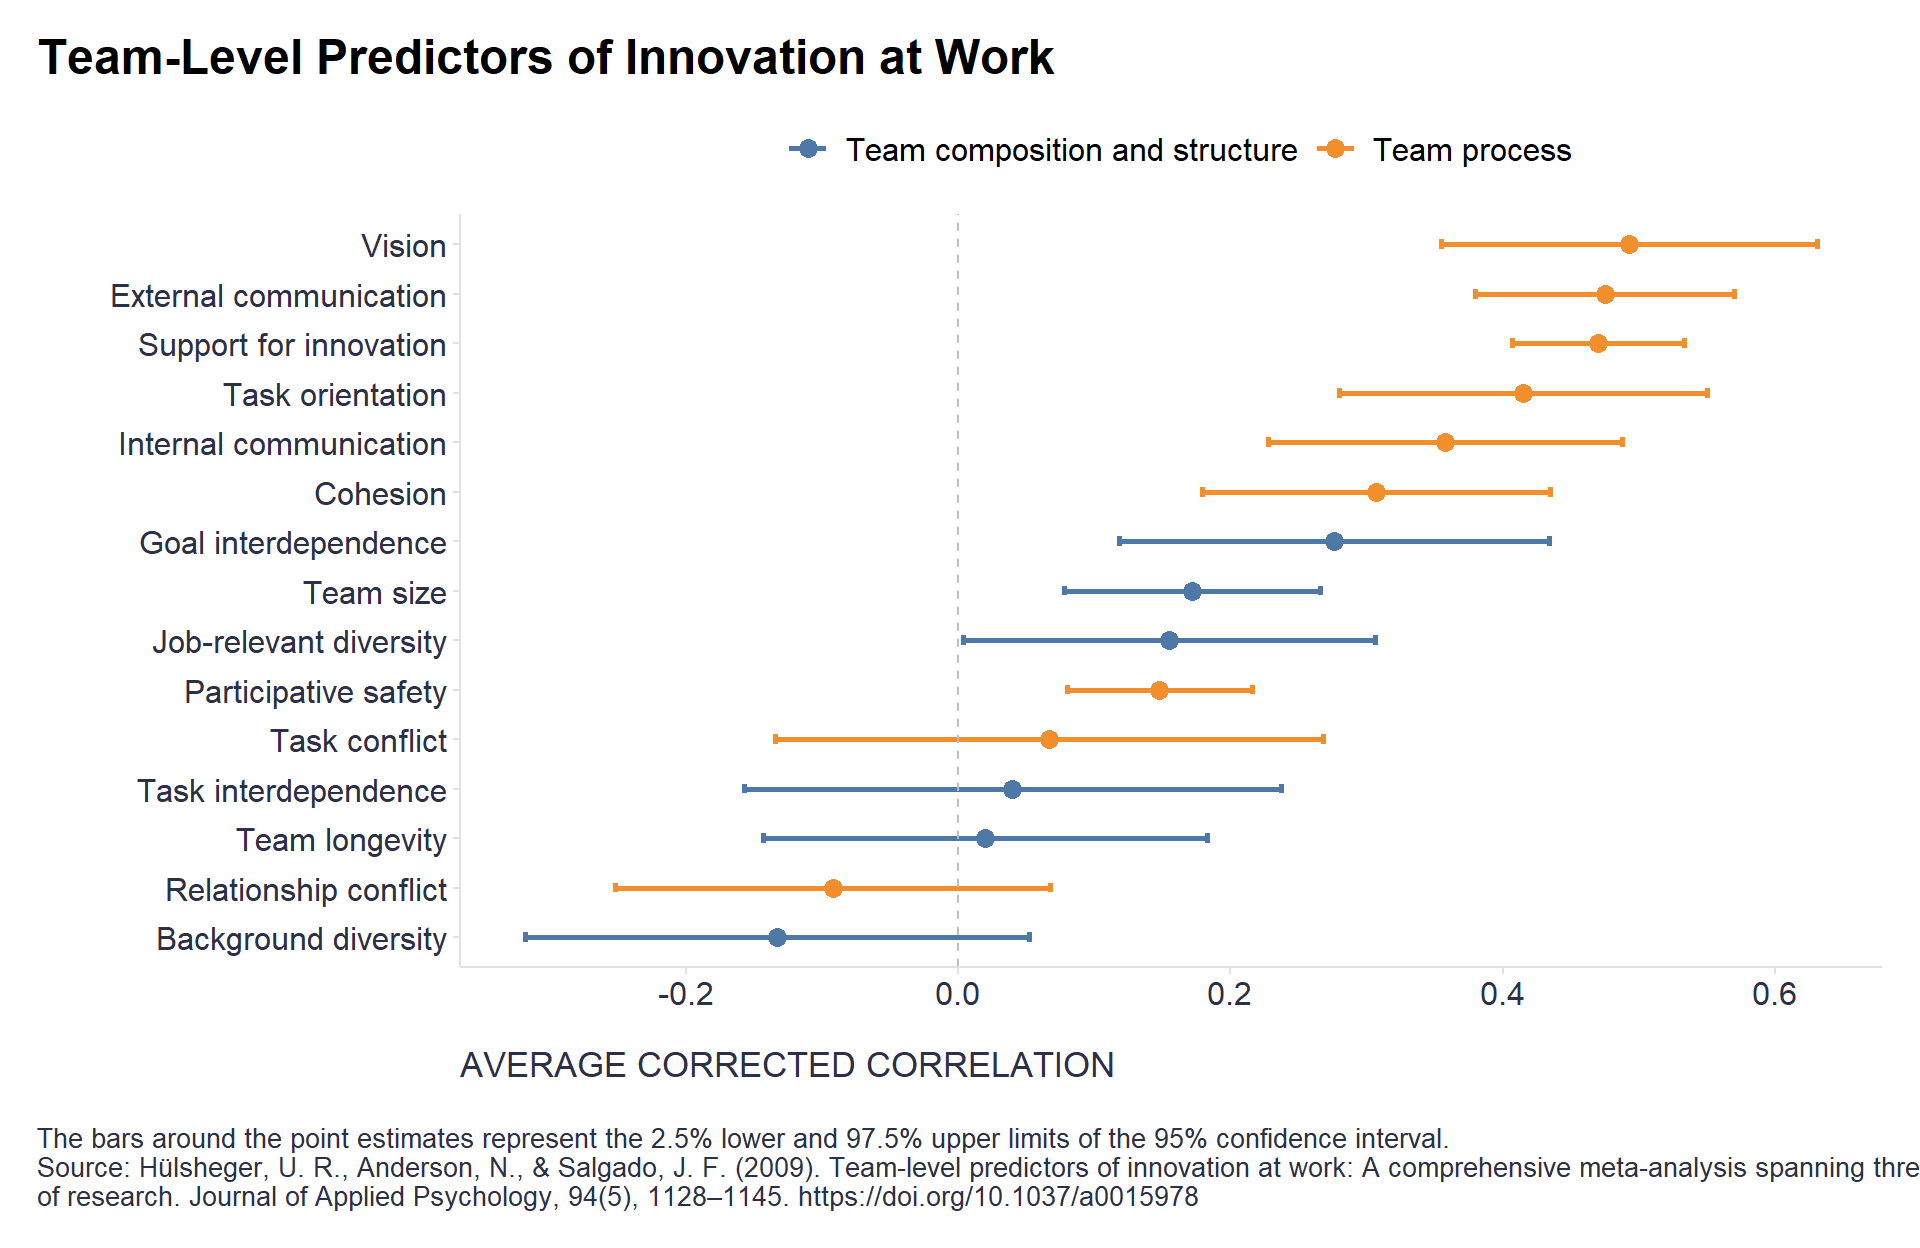 Team-Level Predictors of Innovation at Work
Team composition and structure Team process
Vision
External communication
Support for innovation
Task orientation
Internal communication
Cohesion
Goal interdependence
Team size
Job-relevant diversity
Participative safety
Task conflict
Task interdependence
Team longevity
Relationship conflict
Background diversity
-0.2 0.0 0.2 0.4 0.6
AVERAGE CORRECTED CORRELATION
The bars around the point estimates represent the 2.5% lower and 97.5% upper limits of the 95% confidence interval.
Source: Hülsheger, U. R., Anderson, N., & Salgado, J. F. (2009). Team-level predictors of innovation at work: A comprehensive meta-analysis spanning thre
of research. Journal of Applied Psychology, 94(5), 1128–1145. https://doi.org/10.1037/a0015978